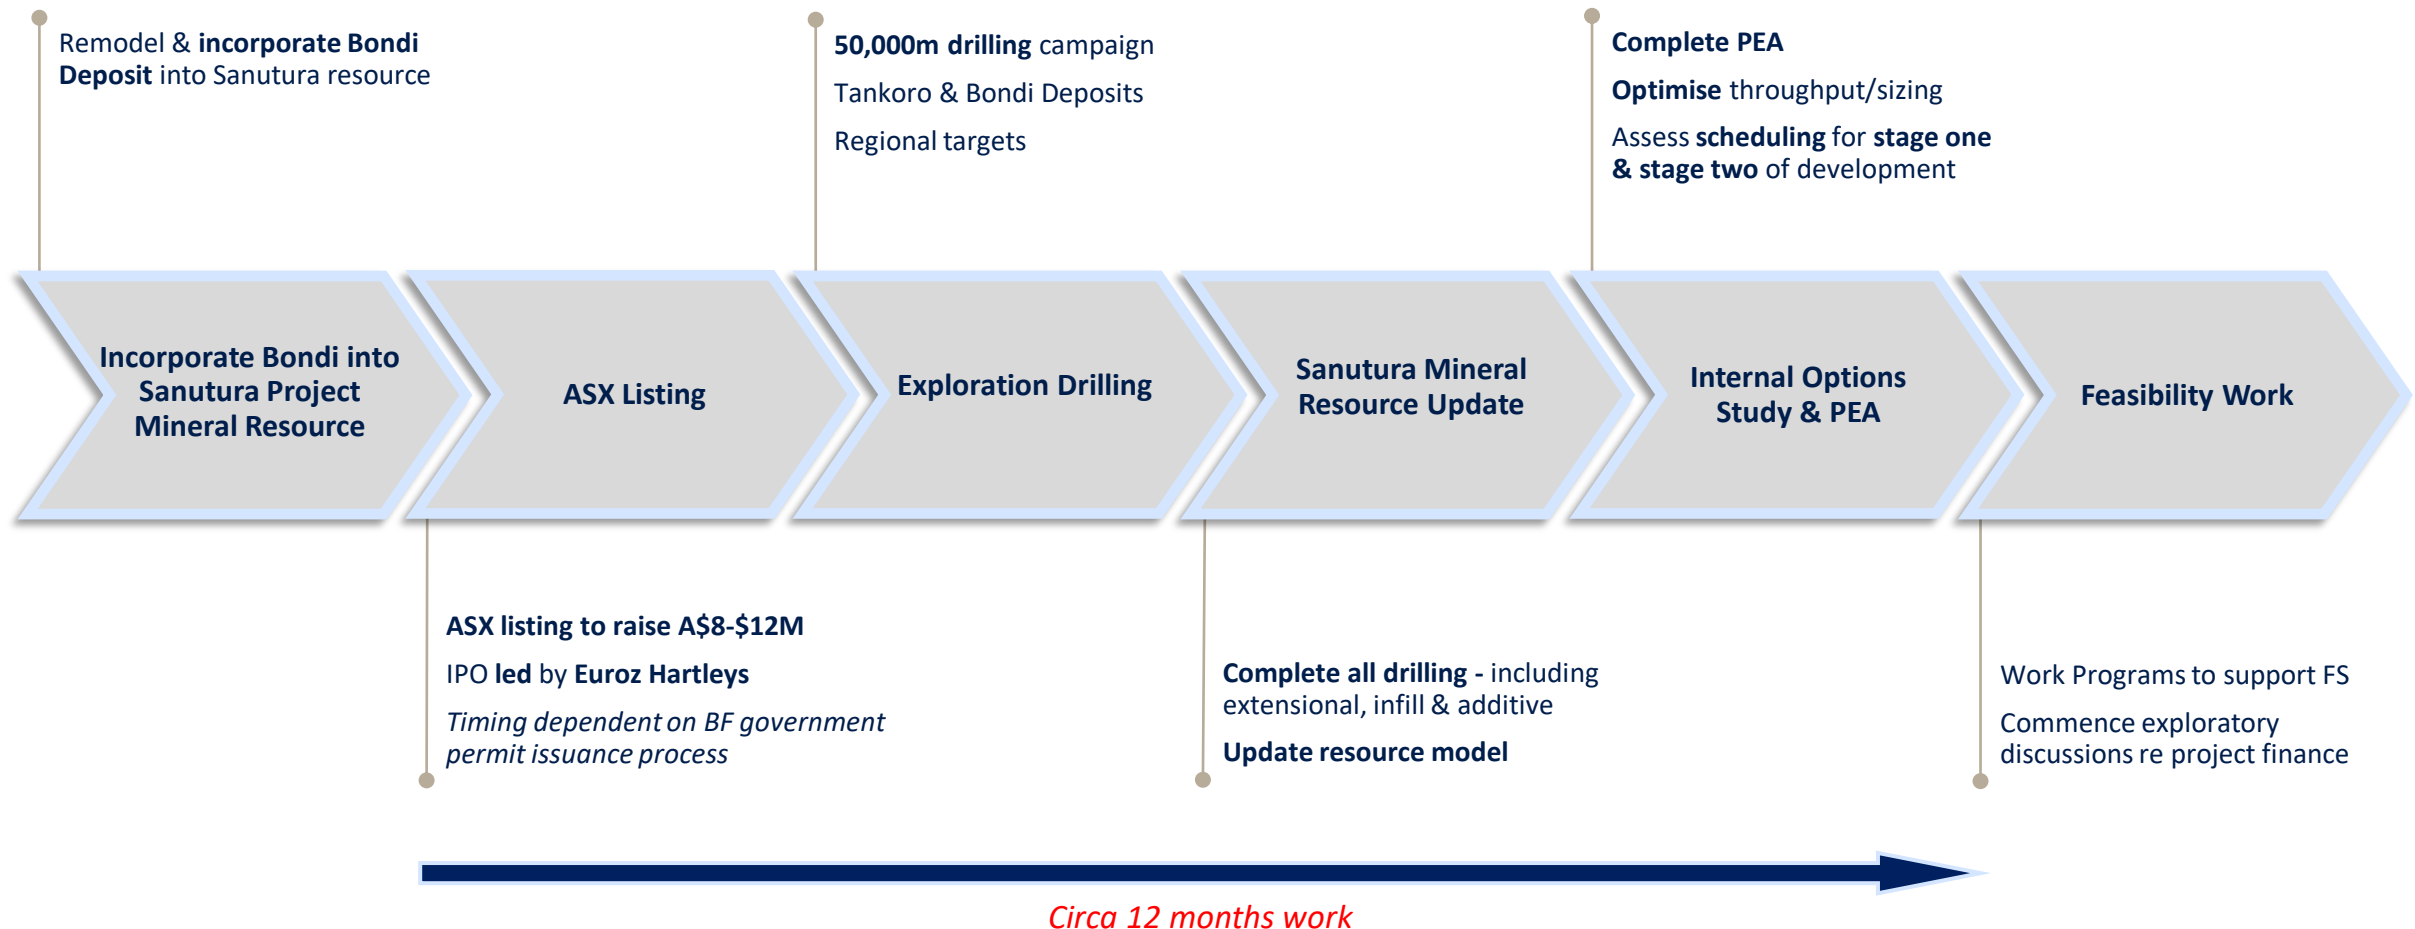 Remodel & incorporate Bondi
Deposit into Sanutura resource
50,000m drilling campaign
Tankoro & Bondi Deposits
Regional targets
Complete PEA
Optimise throughput/sizing
Assess scheduling for stage one
& stage two of development
Incorporate Bondi into
Sanutura Project
Mineral Resource
ASX Listing
Exploration Drilling
Sanutura Mineral
Resource Update
Internal Options
Study & PEA
Feasibility Work
ASX listing to raise A$8-$12M
IPO led by Euroz Hartleys
Timing dependent on BF government
permit issuance process
Complete all drilling - including
extensional, infill & additive
Update resource model
Work Programs to support FS
Commence exploratory
discussions re project finance
Circa 12 months work